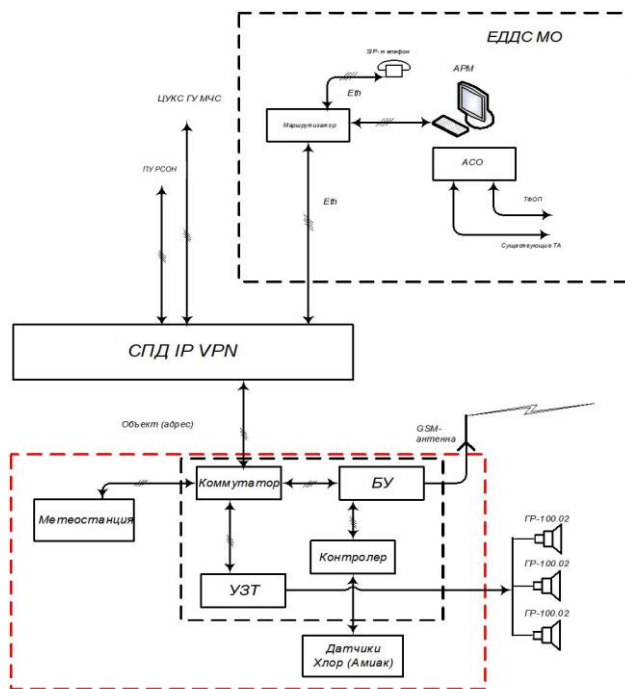 ЕДДС МО
SIP-телефон
АРМ
ЦУКС ГУ МЧС
Eth
Маршрутизатор
ПУ РСОН
АСО
ТФОП
Eth
Существующие ТА
СПД IP VPN
Объект (адрес)
GSM-
антенна
Коммутатор
БУ
Метеостанция
ГР-100.02
Контролер
ГР-100.02
УЗТ
ГР-100.02
Датчики
Хлор (Амиак)